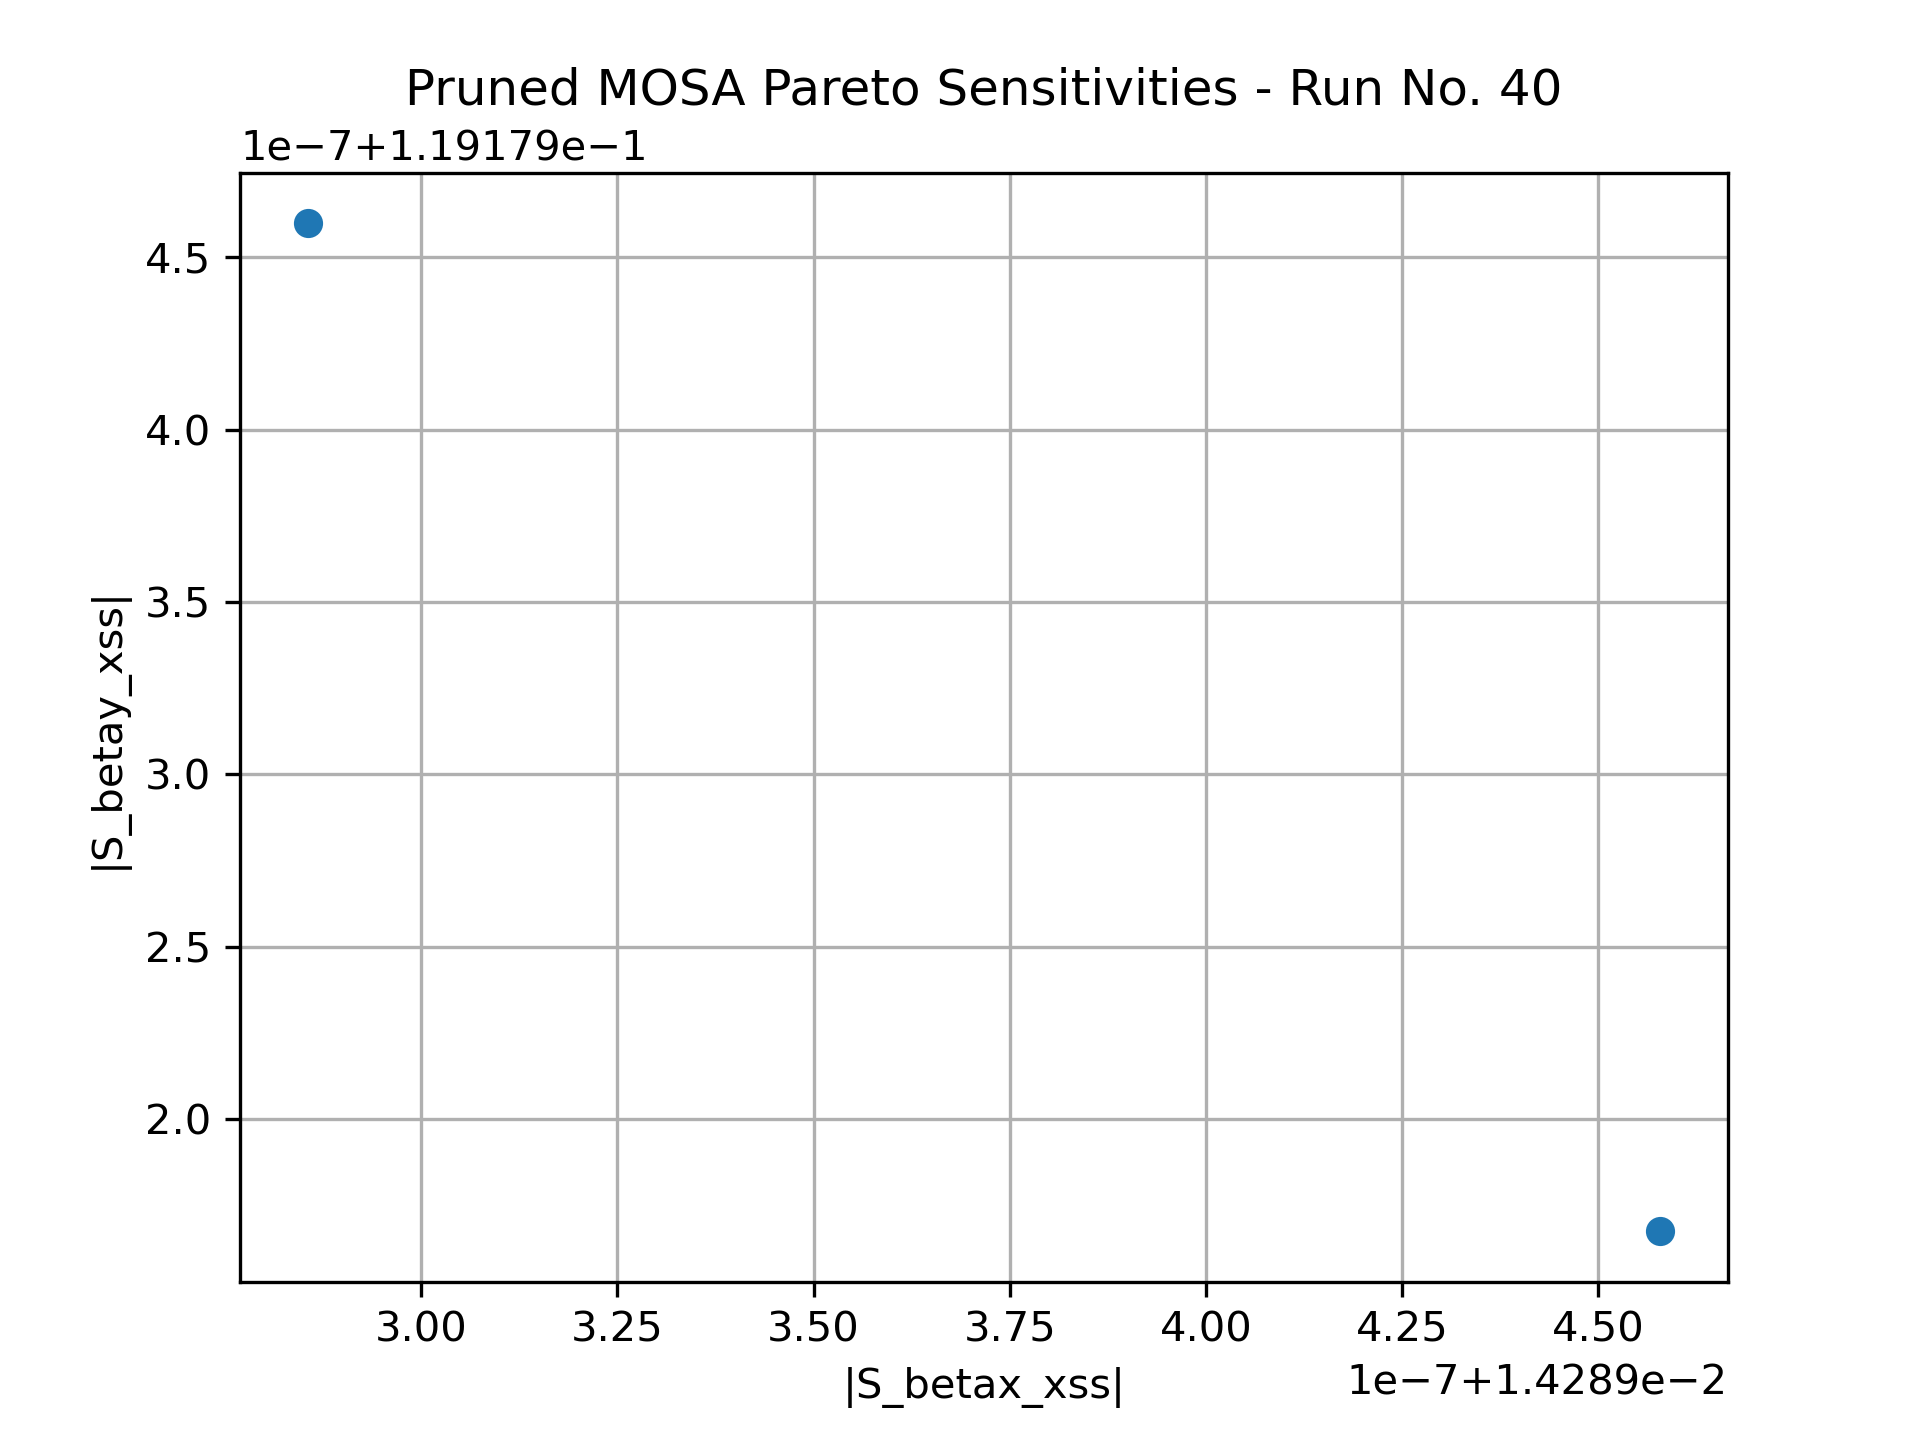 Pruned MOSA Pareto Sensitivities - Run No. 40
1e−7+1.19179e−1
4.5
4.0
3.5
3.0
2.5
2.0
|S_betay_xss|
3.00 3.25 3.50 3.75 4.00 4.25 4.50
1e−7+1.4289e−2
|S_betax_xss|